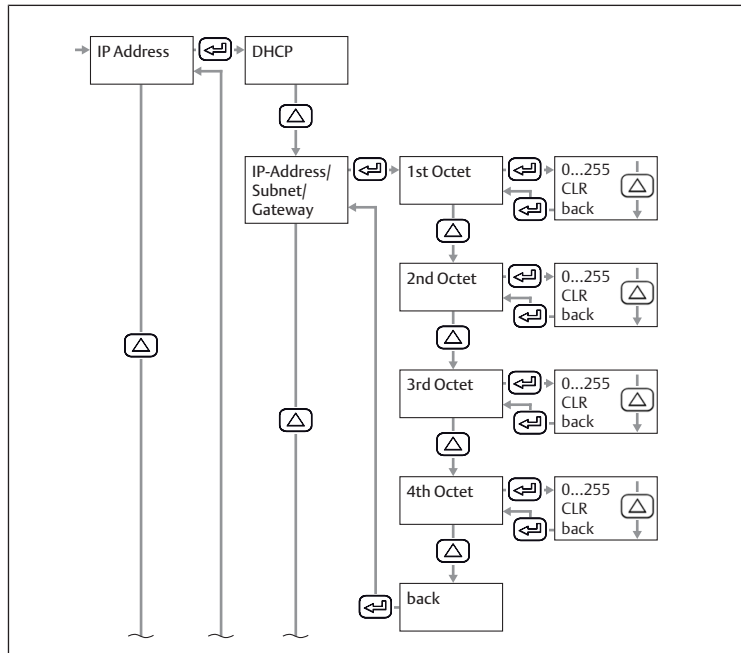 IP Address
DHCP
IP-Address/
Subnet/
Gateway
1st Octet
0...255
CLR
back
2nd Octet
0...255
CLR
back
3rd Octet
0...255
CLR
back
4th Octet
0...255
CLR
back
back